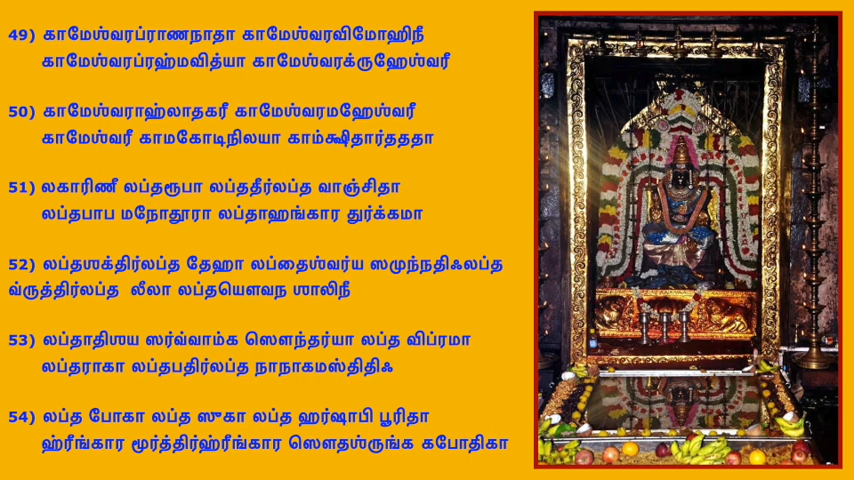 49) காமேஶ்வரப்ராணநாதா காமேஶ்வரவிமோஹிநீ
காமேஶ்வரப்ரஹ்மவித்யா காமேஶ்வரக்ருஹேஶ்வரீ
50) காமேஶ்வராஹ்லாதகரீ காமேஶ்வரமஹேஶ்வரீ
காமேஶ்வரீ காமகோடிநிலயா காம்க்ஷிதார்தததா
51) லகாரிணீ லப்தரூபா லப்ததீர்லப்த வாஞ்சிதா
லப்தபாப மநோதூரா லப்தாஹங்கார துர்க்கமா
52) லப்தஶக்திர்லப்த தேஹா லப்தைஶ்வர்ய ஸமுந்நதிஃலப்த
வ்ருத்திர்லப்த லீலா லப்தயௌவந ஶாலிநீ
53) லப்தாதிஶய ஸர்வ்வாம்க ஸௌந்தர்யா லப்த விப்ரமா
லப்தராகா லப்தபதிர்லப்த நாநாகமஸ்திதிஃ
54) லப்த போகா லப்த ஸுகா லப்த ஹர்ஷாபி பூரிதா
ஹ்ரீங்கார மூர்த்திர்ஹ்ரீங்கார ஸௌதஶ்ருங்க கபோதிகா